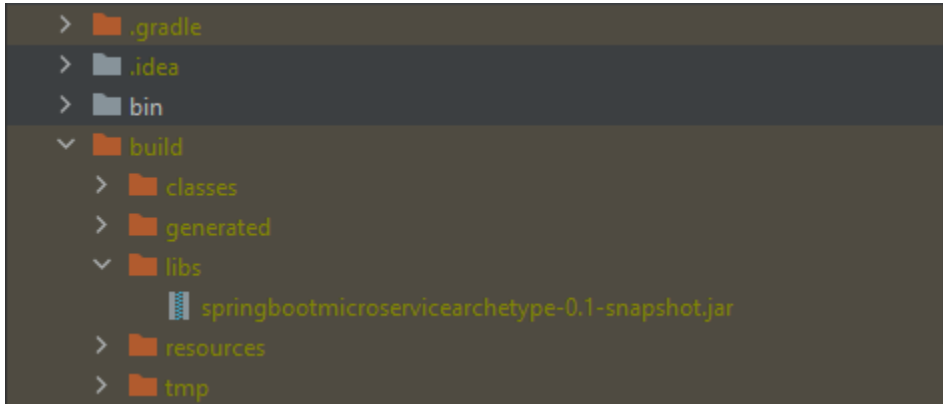 .gradle
.idea
bin
build
classes
generated
libs
springbootmicroservicearchetype-0.1-snapshot.jar
resources
tmp